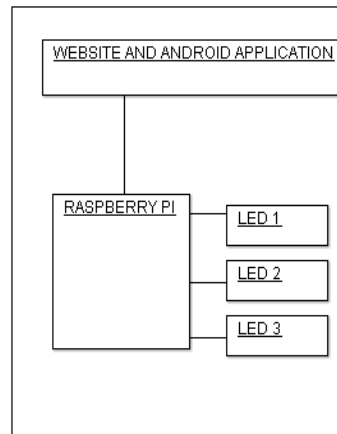 WEBSITE AND ANDROID APPLICATION
RASPBERRY PI
LED 1
LED 2
LED 3